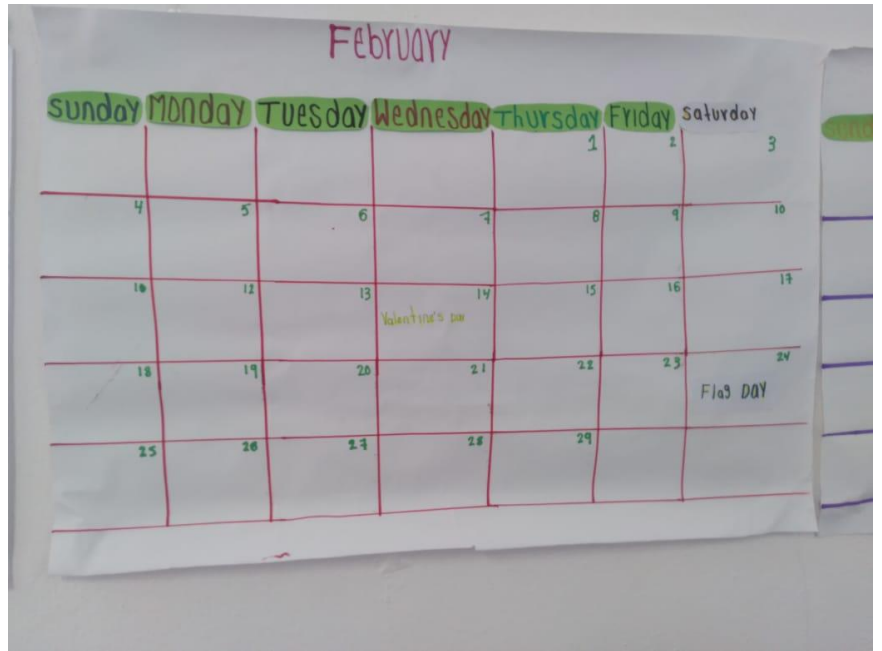 February
Sunday Monday Tuesday Wednesday Thursday Friday Saturday
1 2 3
4 5 6 7 8 9 10
10 12 13 14 15 16 17
Valentine's Day
18 19 20 21 22 23 24
Flag DAY
25 26 27 28 29